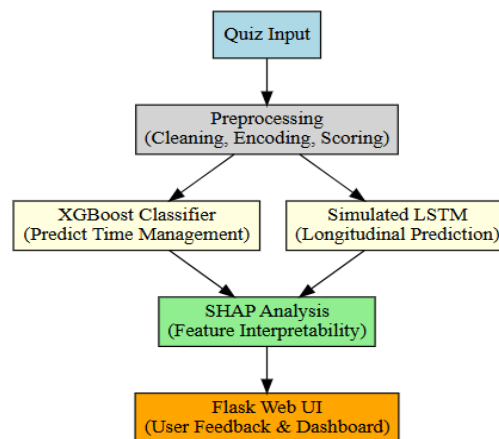 Quiz Input
Preprocessing
(Cleaning, Encoding, Scoring)
XGBoost Classifier
(Predict Time Management)
Simulated LSTM
(Longitudinal Prediction)
SHAP Analysis
(Feature Interpretability)
Flask Web UI
(User Feedback & Dashboard)